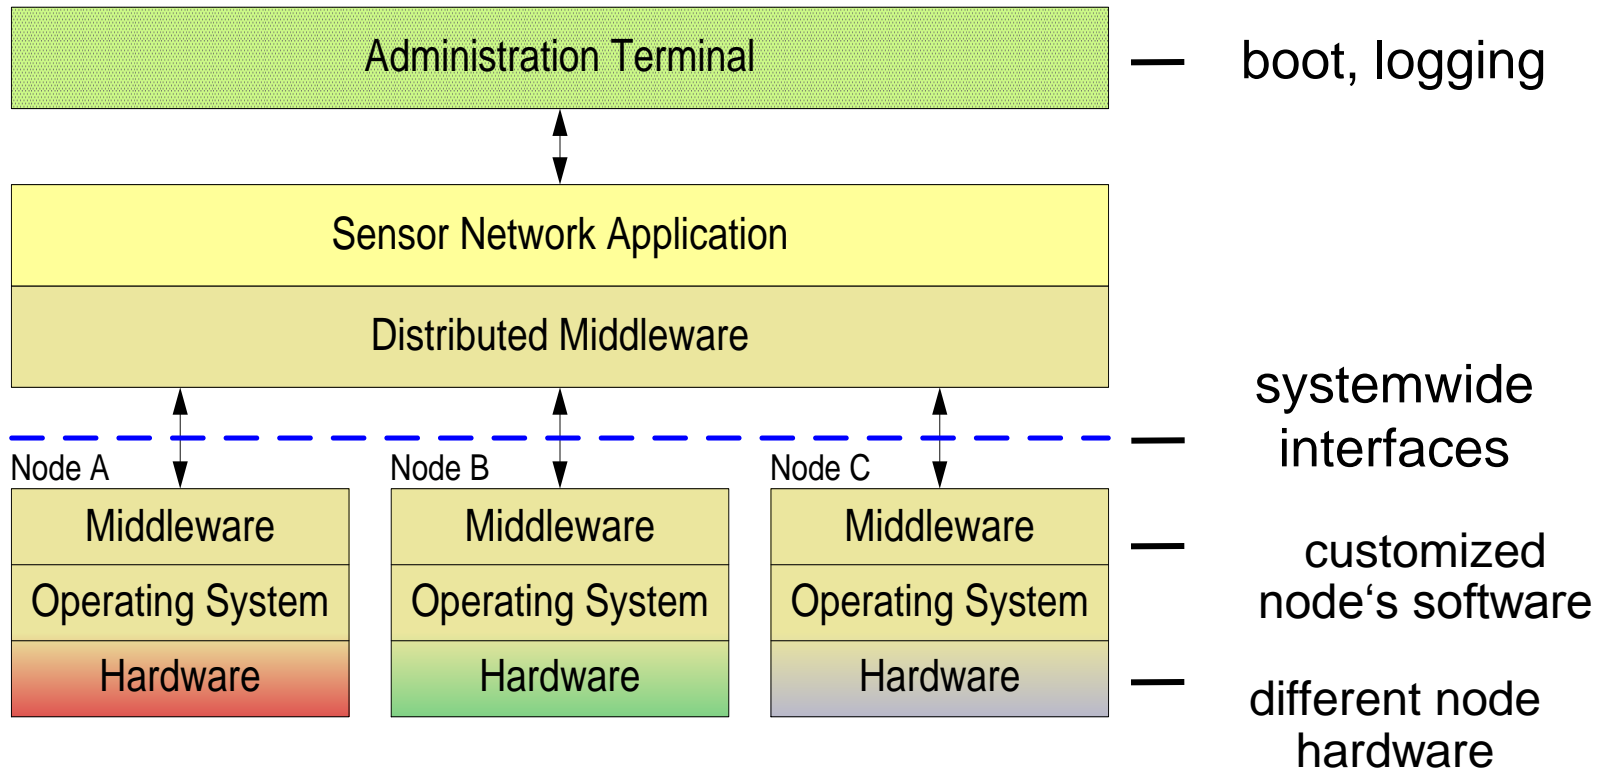 Administration Terminal
boot, logging
Sensor Network Application
Distributed Middleware
systemwide
interfaces
Node A
Node B
Node C
Middleware
Middleware
Middleware
customized
node‘s software
Operating System
Operating System
Operating System
Hardware
Hardware
Hardware
different node
hardware